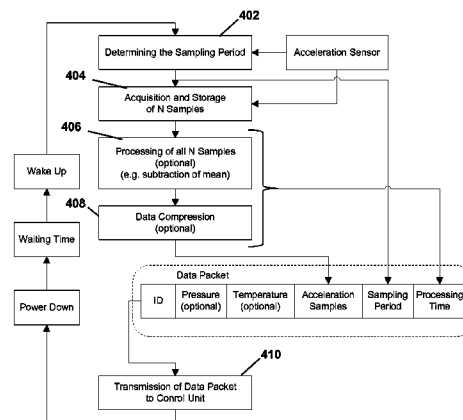 402
Determining the Sampling Period
Acceleration Sensor
404
Acquisition and Storage
of N Samples
406
Processing of all N Samples
(optional)
(e.g. subtraction of mean)
Wake Up
408
Data Compression
(optional)
Waiting Time
Data Packet
Power Down
ID
Pressure
(optional)
Temperature
(optional)
Acceleration
Samples
Sampling
Period
Processing
Time
410
Transmission of Data Packet
to Conrol Unit